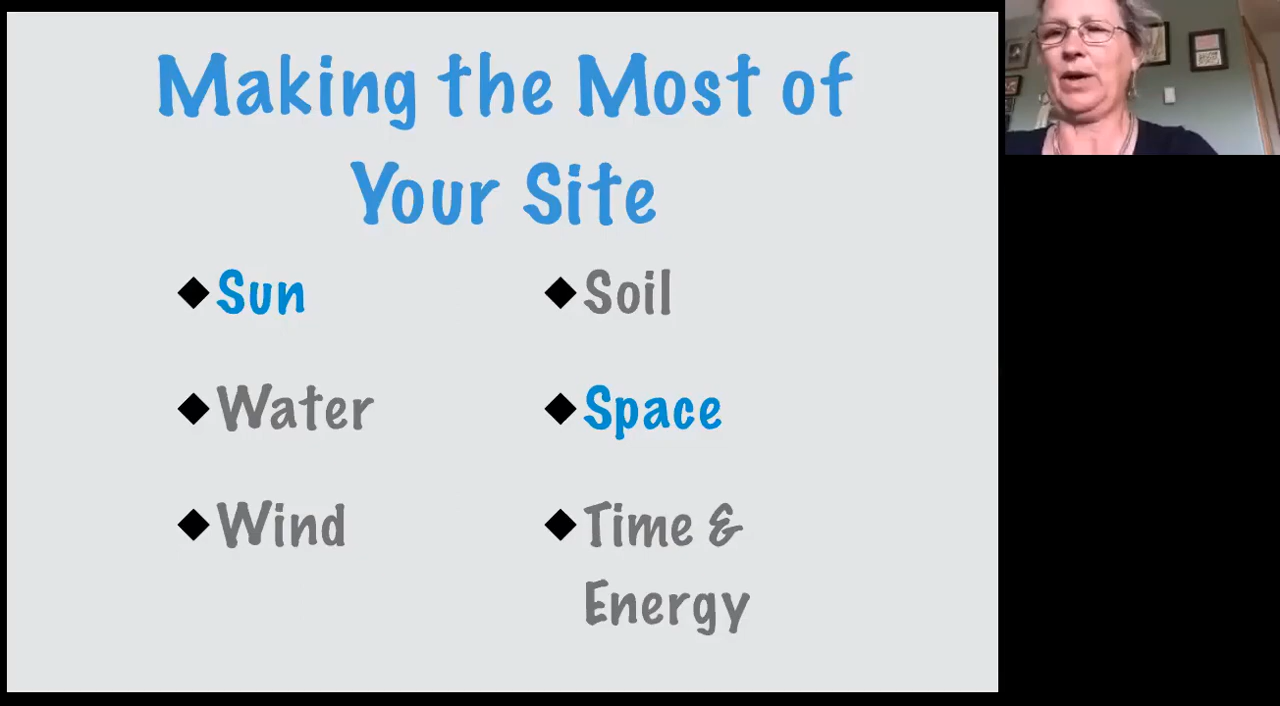 Making the Most of
Your Site
Sun
Water
Wind
Soil
Space
Time &
Energy